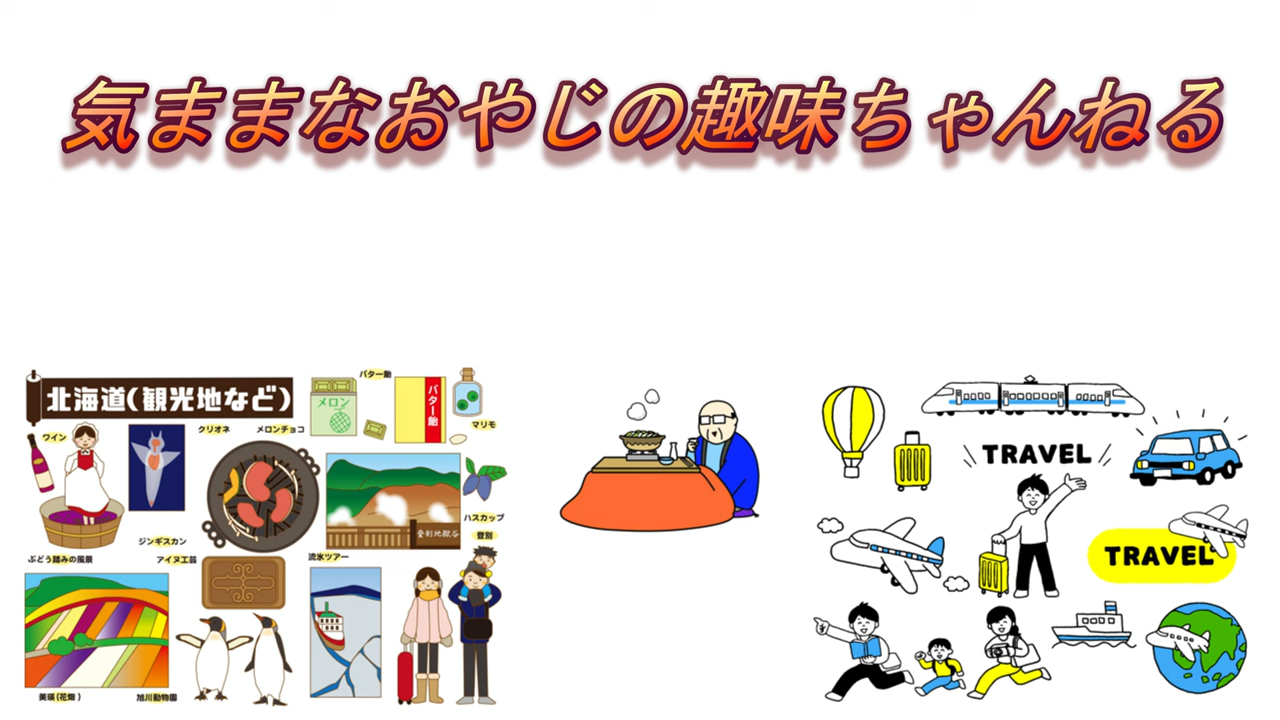 気ままなおやじの趣味ちゃんねる
北海道(観光地など)
バター飴
メロン
バター飴
マリモ
ワイン
クリオネ
メロンチョコ
ハスカップ
登別地獄谷
登別
ジンギスカン
ぶどう踏みの風景
アイヌ工芸
流氷ツアー
美瑛(花畑)
旭川動物園
TRAVEL
TRAVEL